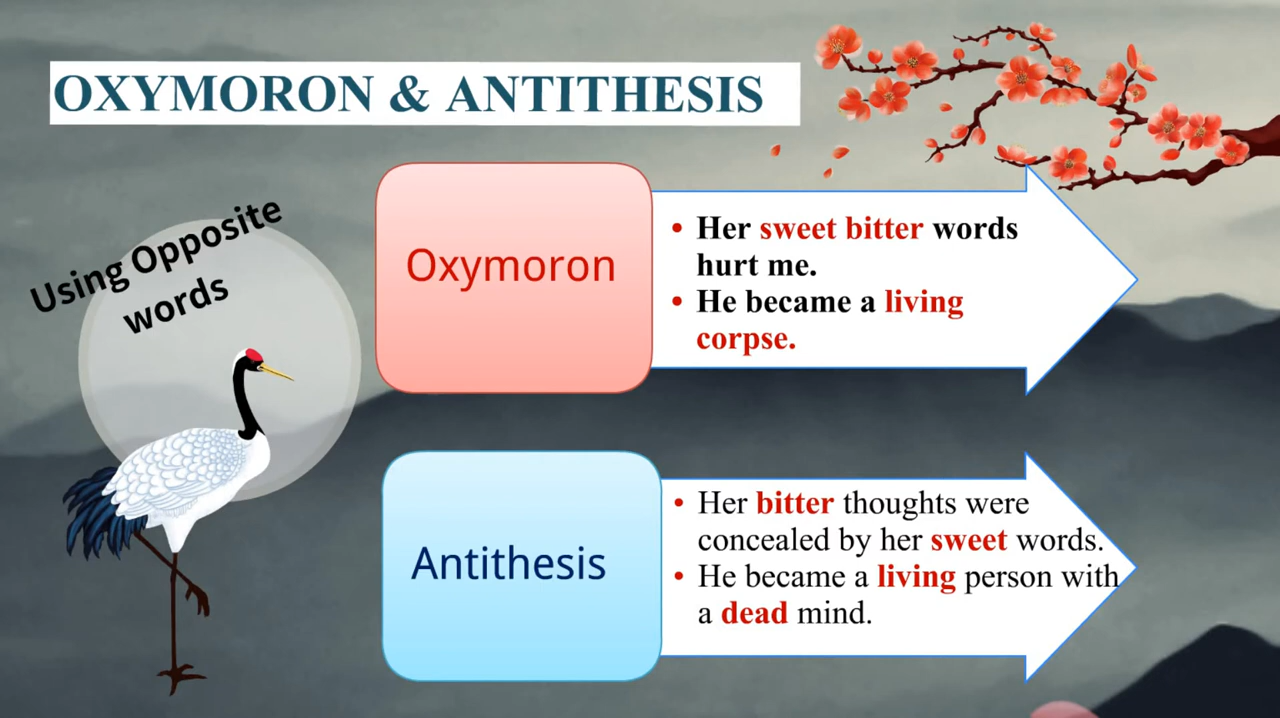 OXYMORON & ANTITHESIS
Using Opposite
words
Oxymoron
• Her sweet bitter words
hurt me.
• He became a living
corpse.
Antithesis
• Her bitter thoughts were
concealed by her sweet words.
• He became a living person with
a dead mind.